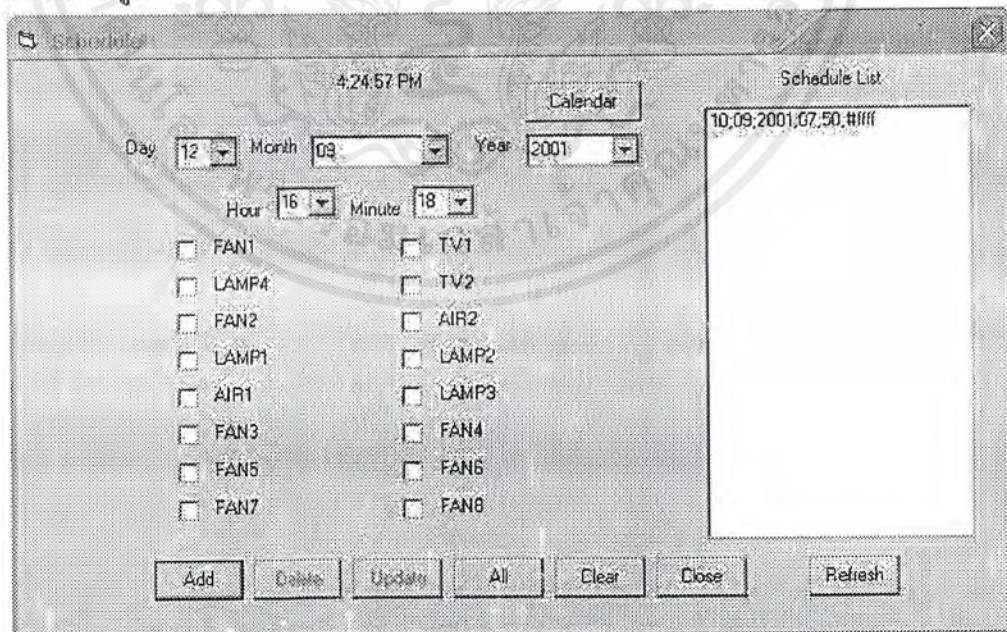 Scheduler
4:24:57 PM
Calendar
Schedule List
10;09;2001;07;50;#ffff
Day 12 Month 09 Year 2001
Hour 16 Minute 18
FAN1 TV1
LAMP4 TV2
FAN2 AIR2
LAMP1 LAMP2
AIR1 LAMP3
FAN3 FAN4
FAN5 FAN6
FAN7 FAN8
Add Delete Update All Clear Close Refresh